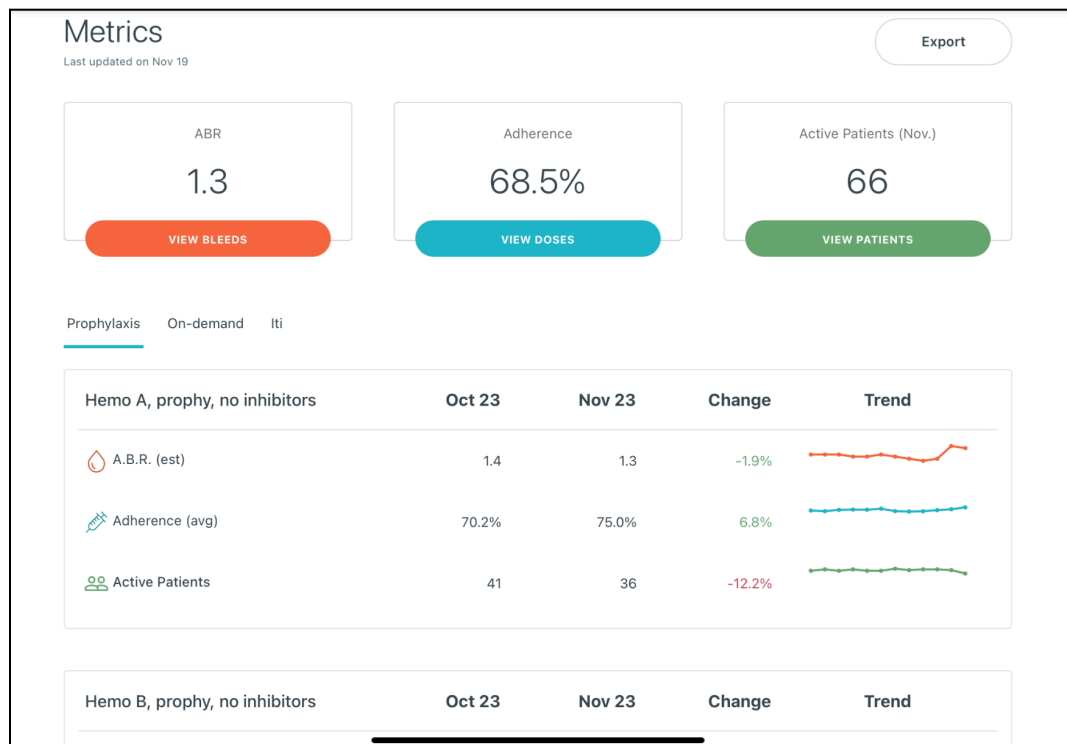 Metrics
Export
Last updated on Nov 19
ABR
Adherence
Active Patients (Nov.)
1.3
68.5%
66
VIEW BLEEDS
VIEW DOSES
VIEW PATIENTS
Prophylaxis On-demand Iti
Hemo A, prophy, no inhibitors Oct 23 Nov 23 Change Trend
A.B.R. (est) 1.4 1.3 -1.9%
Adherence (avg) 70.2% 75.0% 6.8%
Active Patients 41 36 -12.2%
Hemo B, prophy, no inhibitors Oct 23 Nov 23 Change Trend